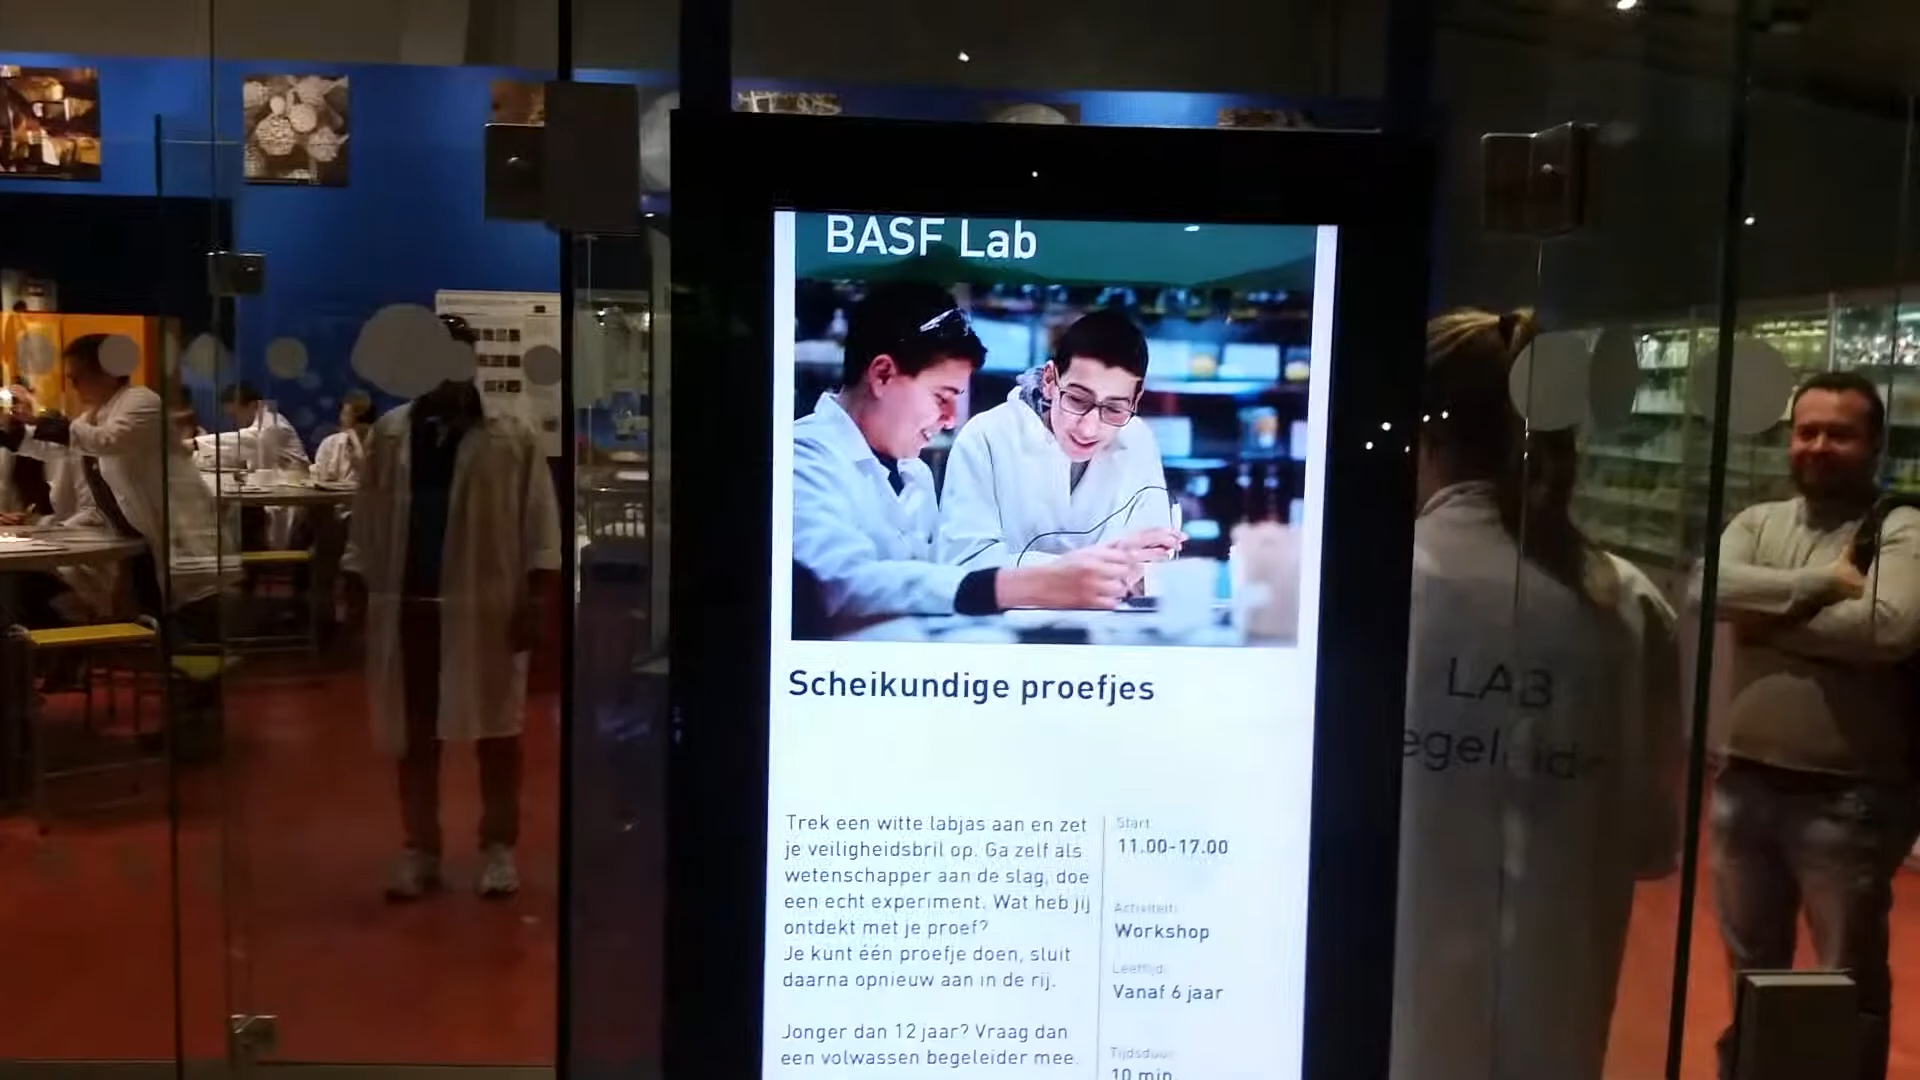 BASF Lab
Scheikundige proefjes
Trek een witte labjas aan en zet
je veiligheidsbril op. Ga zelf als
wetenschapper aan de slag, doe
een echt experiment. Wat heb jij
ontdekt met je proef?
Je kunt één proefje doen, sluit
daarna opnieuw aan in de rij.
Jonger dan 12 jaar? Vraag dan
een volwassen begeleider mee.
Start:
11.00-17.00
Activiteit:
Workshop
Leeftijd:
Vanaf 6 jaar
Tijdsduur:
10 min.
LAB